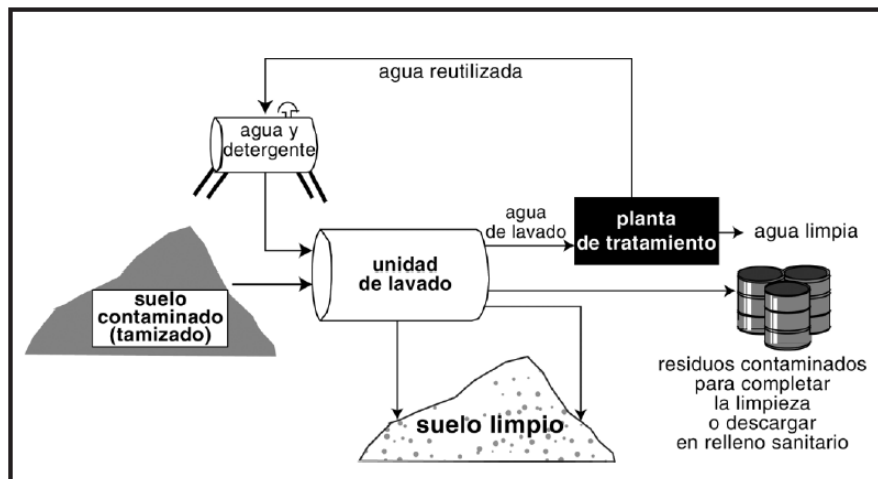 agua reutilizada
agua y
detergente
agua
de lavado
planta
de tratamiento
agua limpia
unidad
de lavado
suelo
contaminado
(tamizado)
suelo limpio
residuos contaminados
para completar
la limpieza
o descargar
en relleno sanitario